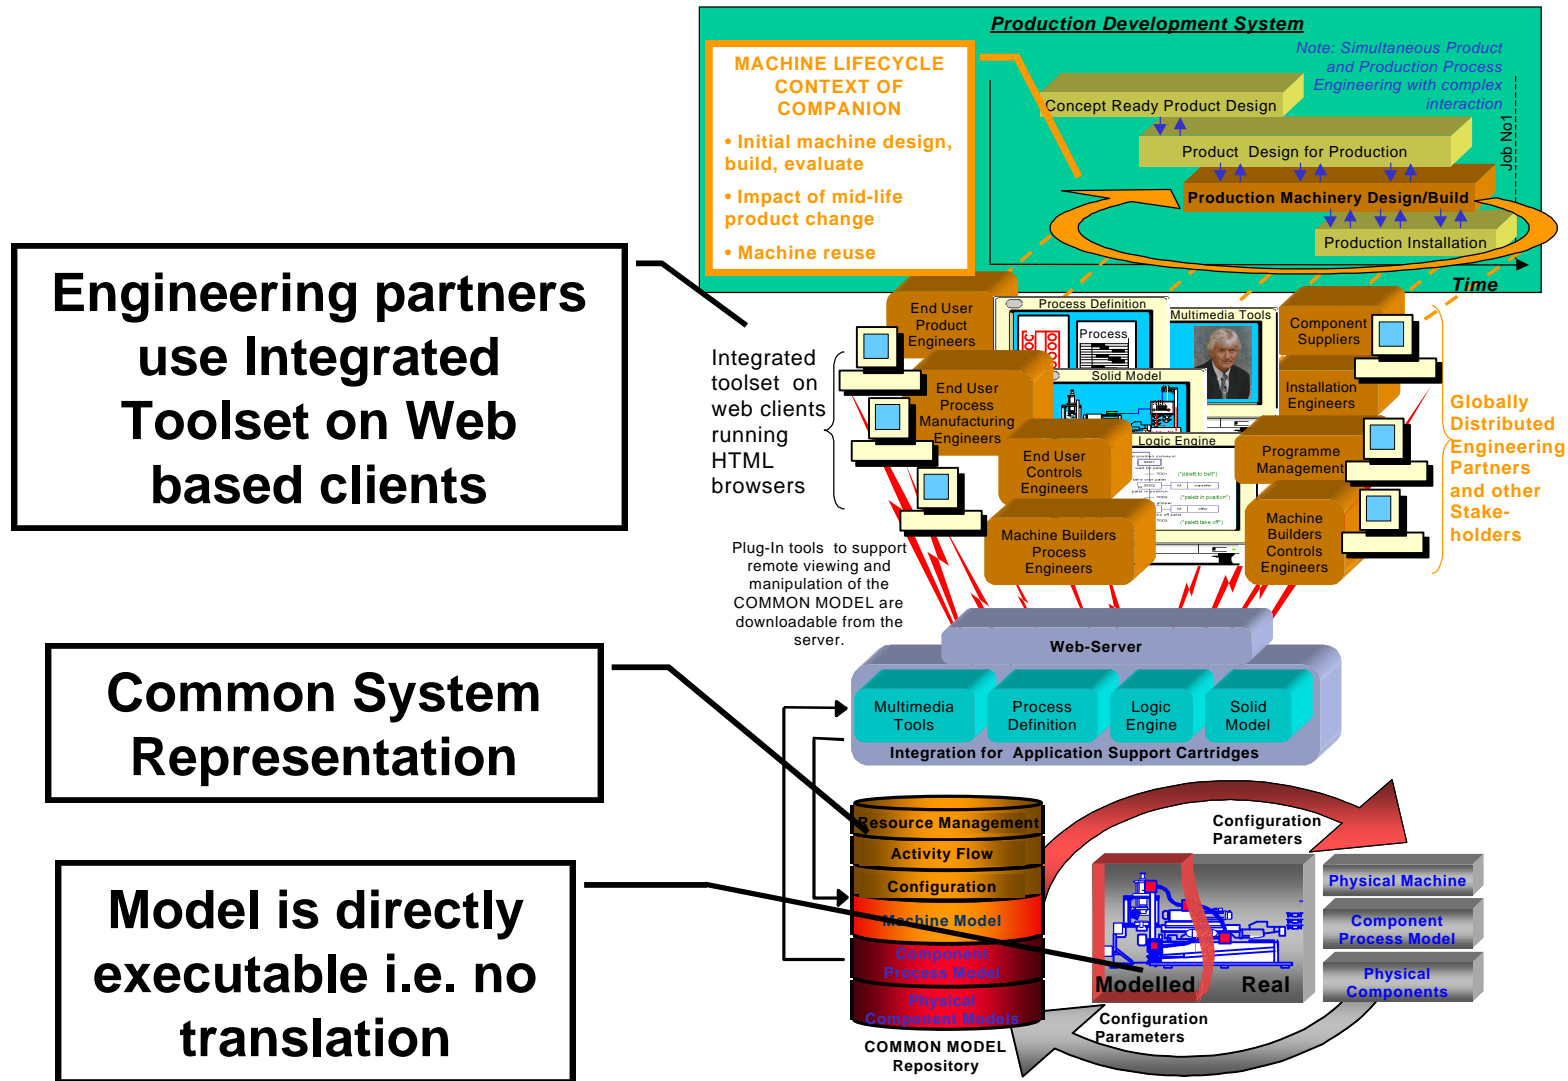 Production Development System
Note: Simultaneous Product
and Production Process
Engineering with complex
interaction
MACHINE LIFECYCLE
CONTEXT OF
COMPANION
• Initial machine design,
build, evaluate
• Impact of mid-life
product change
• Machine reuse
Concept Ready Product Design
Product Design for Production
Production Machinery Design/Build
Production Installation
Job No1
Time
Engineering partners
use Integrated
Toolset on Web
based clients
Integrated
toolset on
web clients
running
HTML
browsers
End User
Product
Engineers
Process Definition
Process
Multimedia Tools
Component
Suppliers
Solid Model
End User
Process
Manufacturing
Engineers
Installation
Engineers
Logic Engine
End User
Controls
Engineers
("palett to belt")
("palett in position")
("palett take off")
Programme
Management
Machine Builders
Process
Engineers
Machine
Builders
Controls
Engineers
Globally
Distributed
Engineering
Partners
and other
Stake-
holders
Plug-In tools to support
remote viewing and
manipulation of the
COMMON MODEL are
downloadable from the
server.
Web-Server
Multimedia
Tools
Process
Definition
Logic
Engine
Solid
Model
Integration for Application Support Cartridges
Common System
Representation
Resource Management
Activity Flow
Configuration
Machine Model
Component
Process Model
Physical
Component Models
COMMON MODEL
Repository
Configuration
Parameters
Modelled
Real
Physical Machine
Component
Process Model
Physical
Components
Configuration
Parameters
Model is directly
executable i.e. no
translation